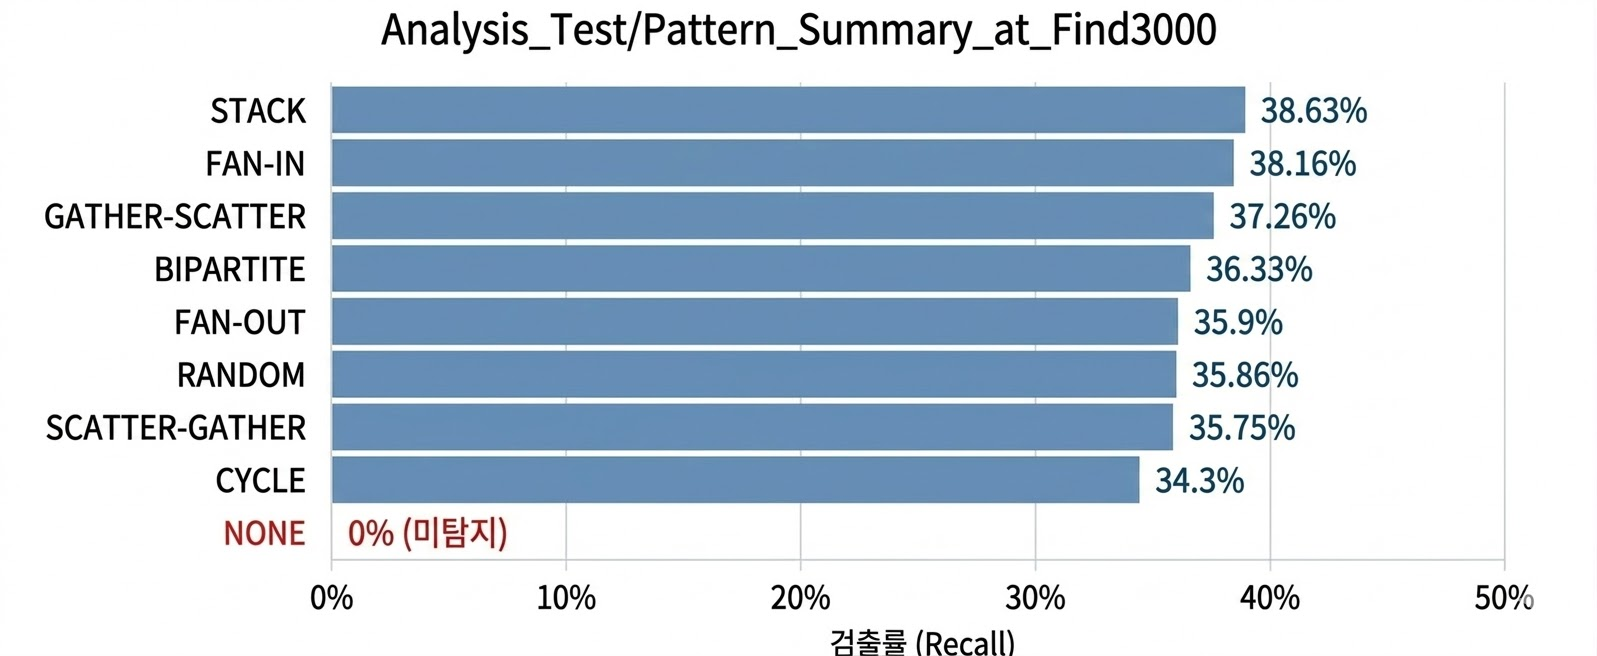 Analysis_Test/Pattern_Summary_at_Find3000
STACK 38.63%
FAN-IN 38.16%
GATHER-SCATTER 37.26%
BIPARTITE 36.33%
FAN-OUT 35.9%
RANDOM 35.86%
SCATTER-GATHER 35.75%
CYCLE 34.3%
NONE 0% (미탐지)
0% 10% 20% 30% 40% 50%
검출률 (Recall)